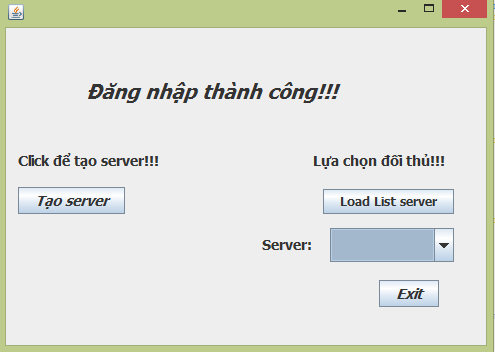 Đăng nhập thành công!!!
Click để tạo server!!!
Lựa chọn đối thủ!!!
Tạo server
Load List server
Server:
Exit